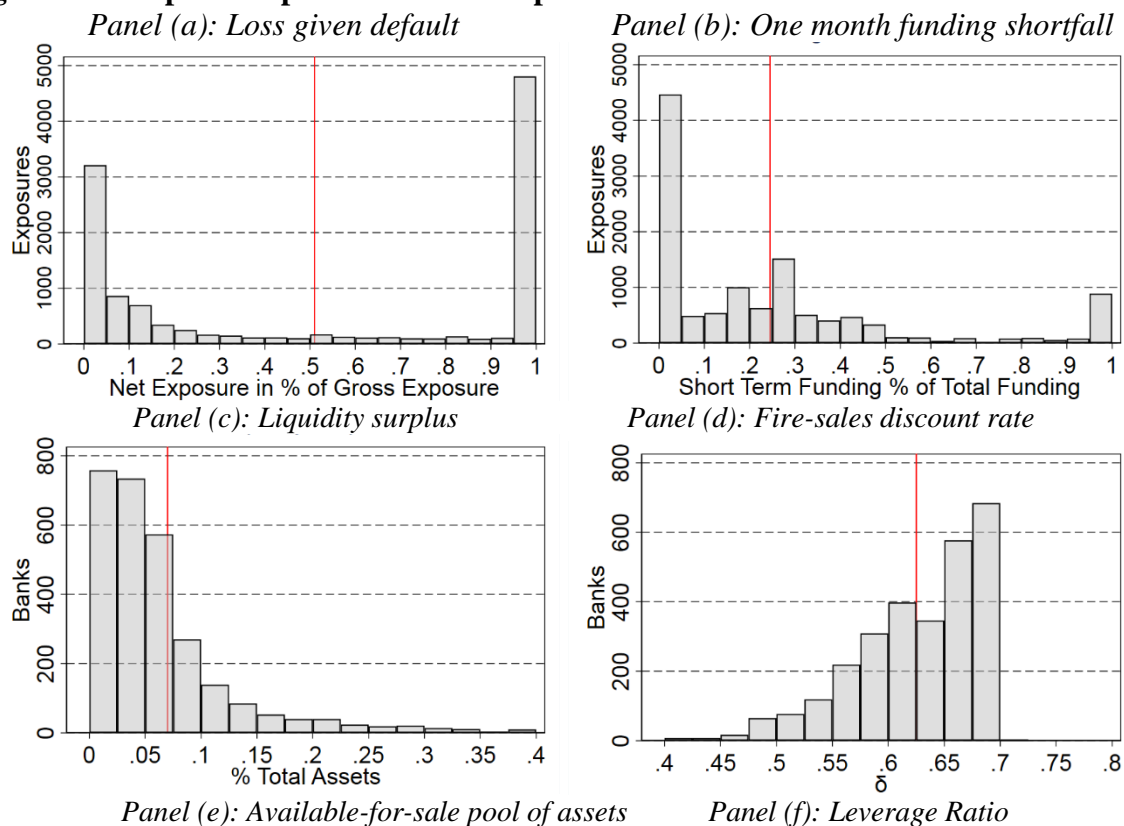 Panel (a): Loss given default
Panel (b): One month funding shortfall
5000
4000
3000
2000
1000
0
Exposures
0 .1 .2 .3 .4 .5 .6 .7 .8 .9 1
Net Exposure in % of Gross Exposure
5000
4000
3000
2000
1000
0
Exposures
0 .1 .2 .3 .4 .5 .6 .7 .8 .9 1
Short Term Funding % of Total Funding
Panel (c): Liquidity surplus
Panel (d): Fire-sales discount rate
800
600
400
200
0
Banks
0 .05 .1 .15 .2 .25 .3 .35 .4
% Total Assets
800
600
400
200
0
Banks
.4 .45 .5 .55 .6 .65 .7 .75 .8
δ
Panel (e): Available-for-sale pool of assets
Panel (f): Leverage Ratio